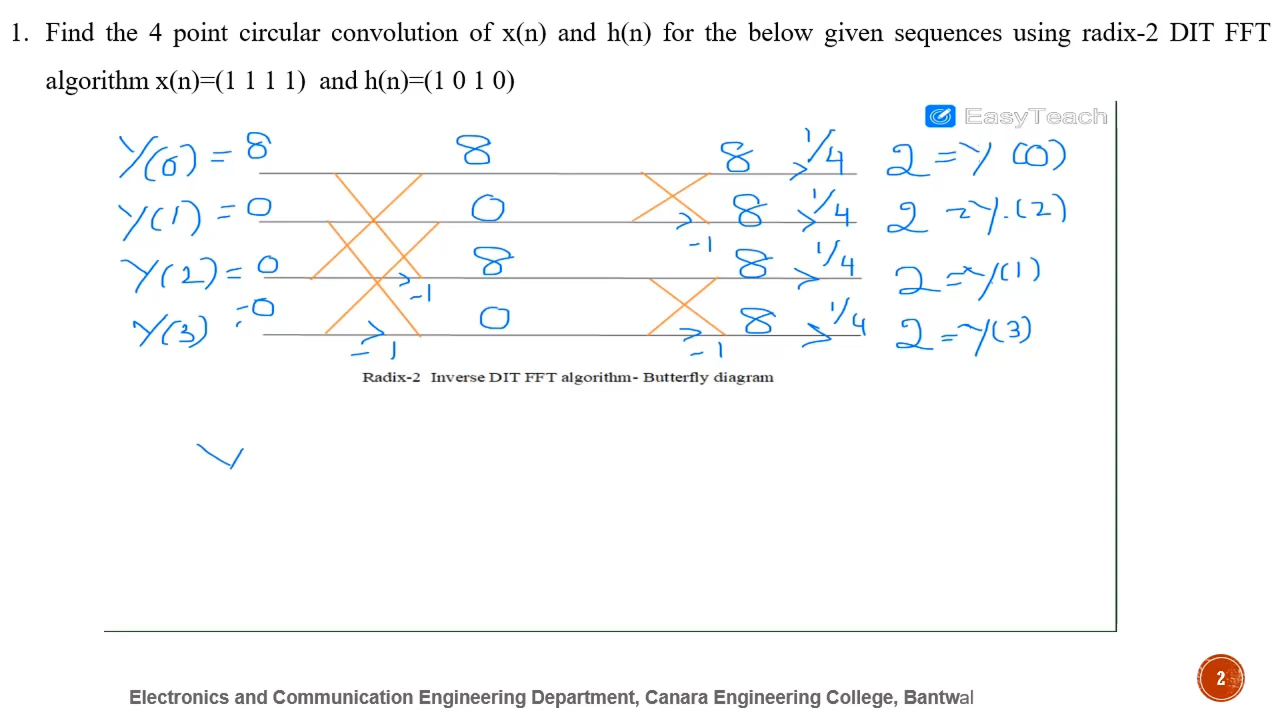 1. Find the 4 point circular convolution of x(n) and h(n) for the below given sequences using radix-2 DIT FFT
algorithm x(n)=(1 1 1 1) and h(n)=(1 0 1 0)
EasyTeach
Y(0) = 8 8 8 1/4 2 = y(0)
Y(1) = 0 0 -1 8 1/4 2 = y(2)
Y(2) = 0 -1 8 8 1/4 2 = y(1)
Y(3) = 0 -1 0 -1 8 1/4 2 = y(3)
Radix-2 Inverse DIT FFT algorithm- Butterfly diagram
Y
Electronics and Communication Engineering Department, Canara Engineering College, Bantwal
2